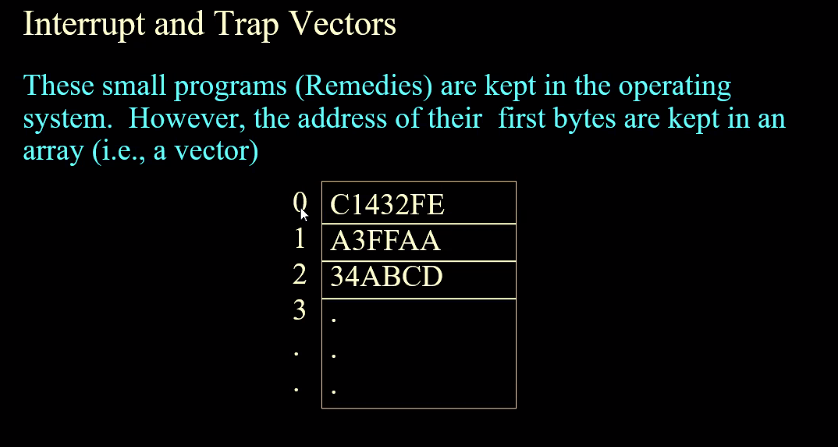 Interrupt and Trap Vectors
These small programs (Remedies) are kept in the operating
system.  However, the address of their  first bytes are kept in an
array (i.e., a vector)
0 C1432FE
1 A3FFAA
2 34ABCD
3 .
. .
. .